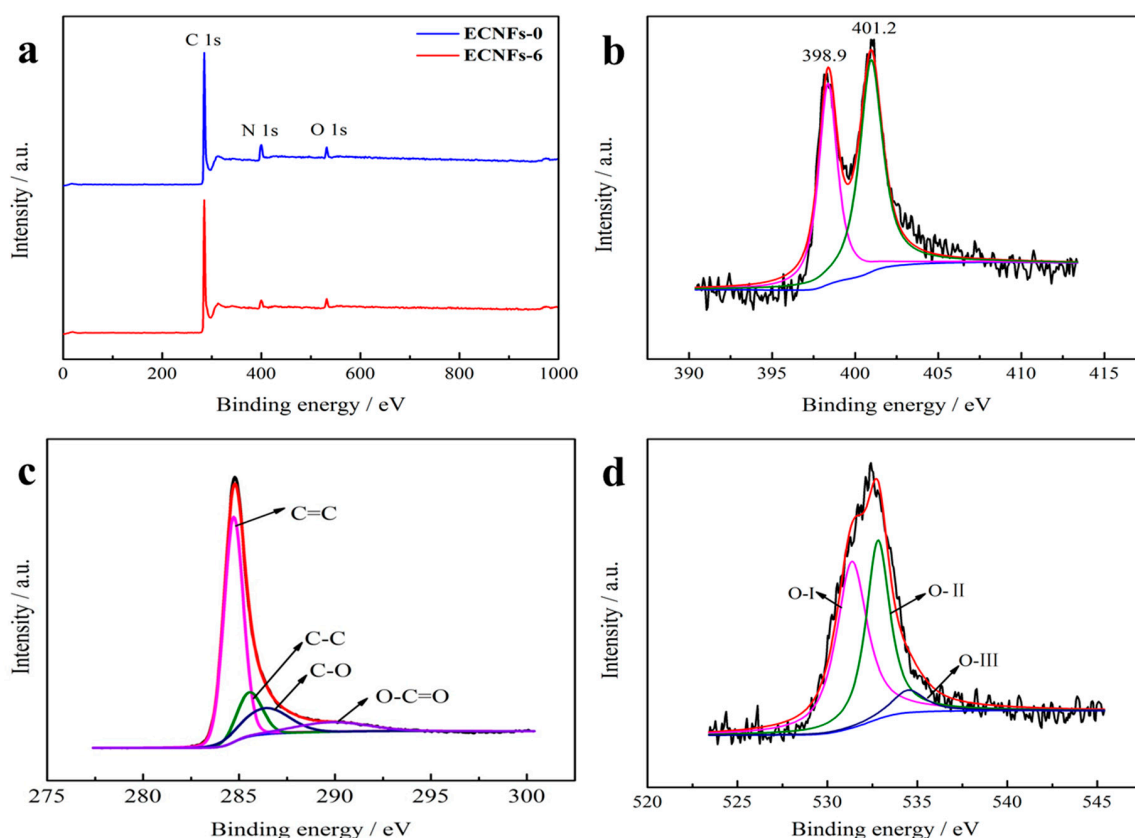 a
C 1s
ECNFs-0
ECNFs-6
N 1s
O 1s
Intensity / a.u.
0 200 400 600 800 1000
Binding energy / eV
b
401.2
398.9
Intensity / a.u.
390 395 400 405 410 415
Binding energy / eV
c
C=C
C-C
C-O
O-C=O
Intensity / a.u.
275 280 285 290 295 300
Binding energy / eV
d
O-I
O-II
O-III
Intensity / a.u.
520 525 530 535 540 545
Binding energy / eV